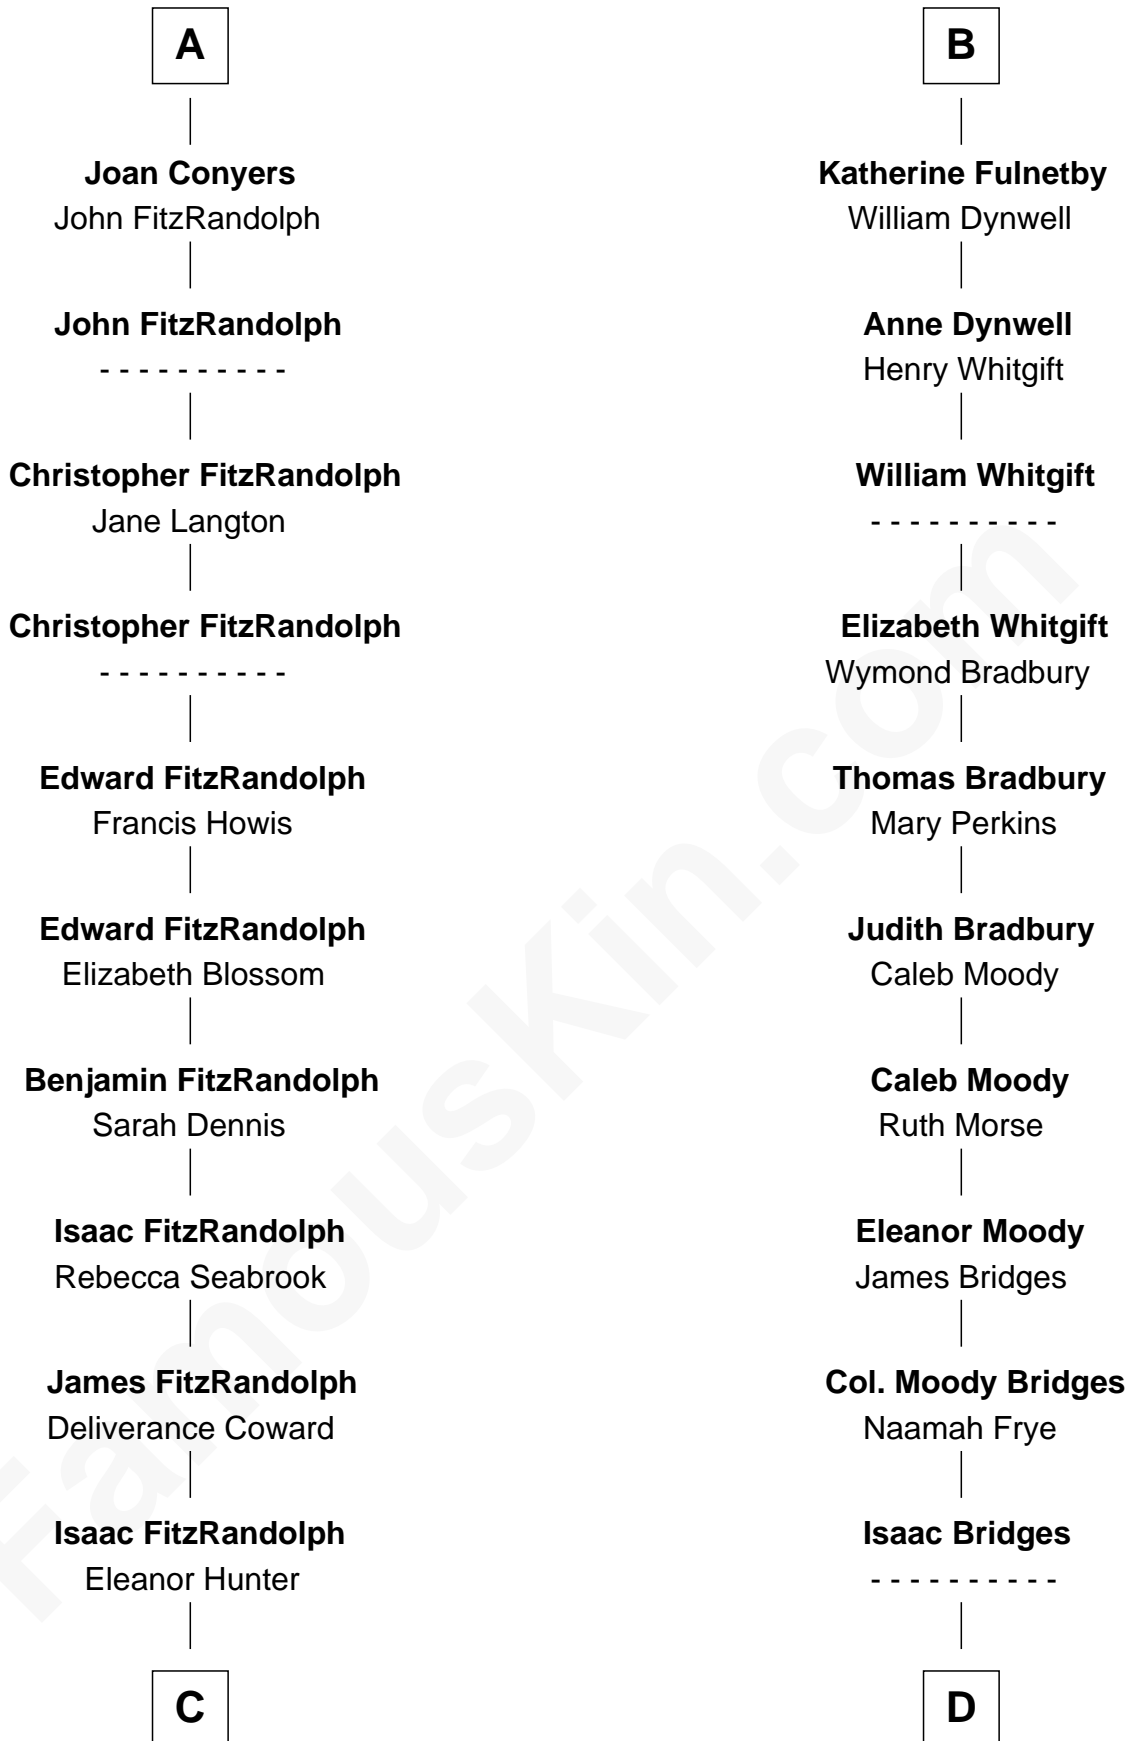 A
Joan Conyers
John FitzRandolph
John FitzRandolph
- - - - - - - - - -
Christopher FitzRandolph
Jane Langton
Christopher FitzRandolph
- - - - - - - - - -
Edward FitzRandolph
Francis Howis
Edward FitzRandolph
Elizabeth Blossom
Benjamin FitzRandolph
Sarah Dennis
Isaac FitzRandolph
Rebecca Seabrook
James FitzRandolph
Deliverance Coward
Isaac FitzRandolph
Eleanor Hunter
C
B
Katherine Fulnetby
William Dynwell
Anne Dynwell
Henry Whitgift
William Whitgift
- - - - - - - - - -
Elizabeth Whitgift
Wymond Bradbury
Thomas Bradbury
Mary Perkins
Judith Bradbury
Caleb Moody
Caleb Moody
Ruth Morse
Eleanor Moody
James Bridges
Col. Moody Bridges
Naamah Frye
Isaac Bridges
- - - - - - - - - -
D
FamousKin.com